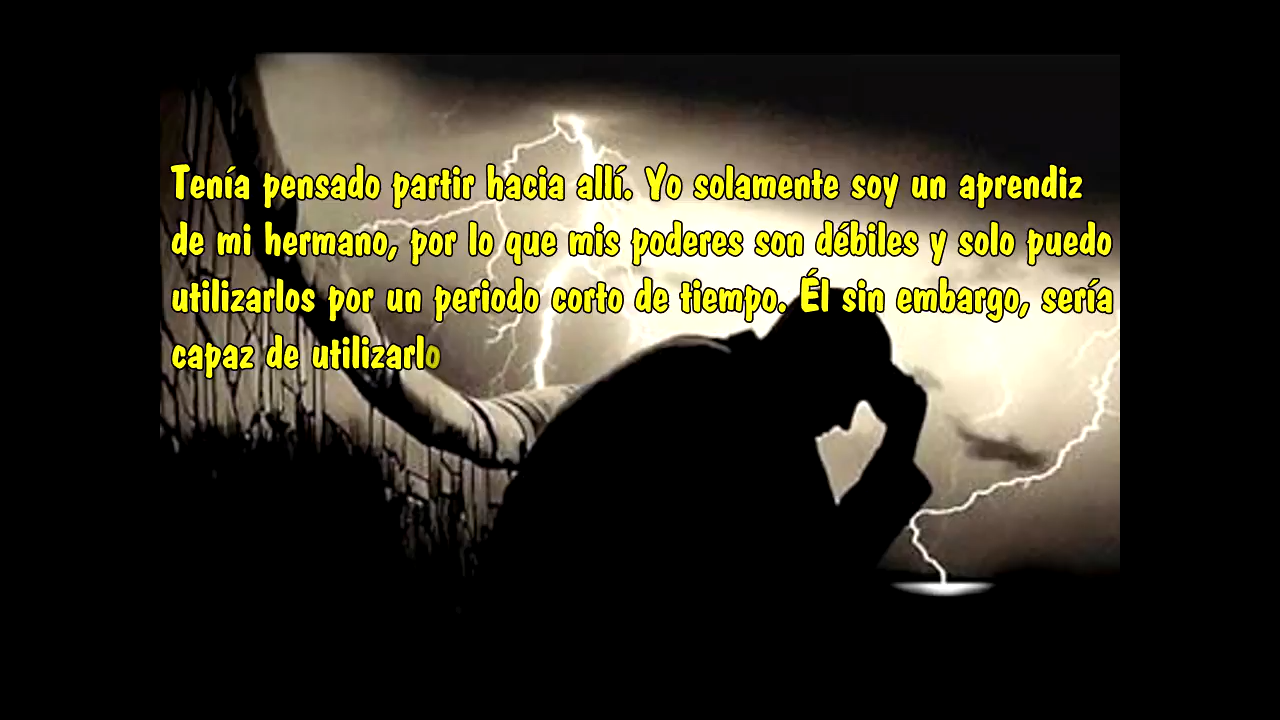 Tenía pensado partir hacia allí. Yo solamente soy un aprendiz
de mi hermano, por lo que mis poderes son débiles y solo puedo
utilizarlos por un periodo corto de tiempo. Él sin embargo, sería
capaz de utilizarlo